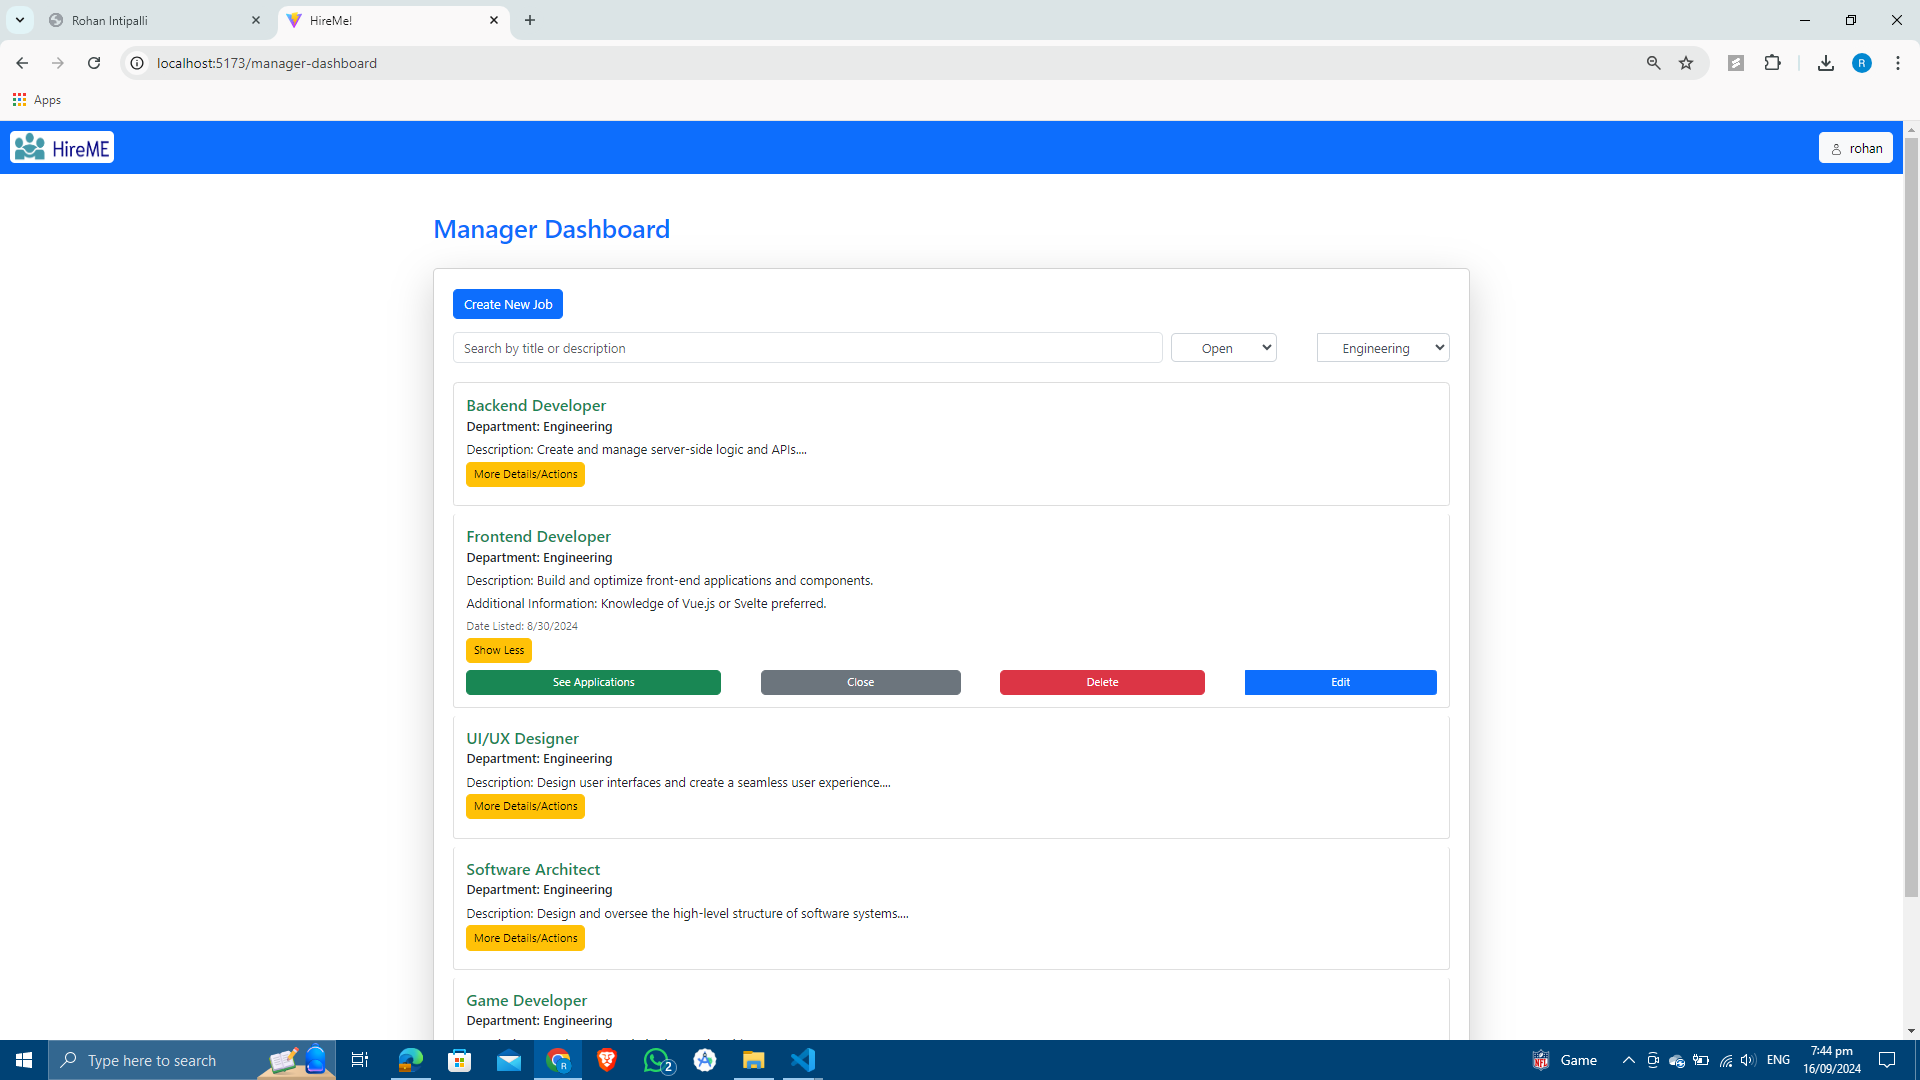 Rohan Intipalli
HireMe!
localhost:5173/manager-dashboard
R
Apps
HireME
rohan
Manager Dashboard
Create New Job
Search by title or description
Open
Engineering
Backend Developer
Department: Engineering
Description: Create and manage server-side logic and APIs....
More Details/Actions
Frontend Developer
Department: Engineering
Description: Build and optimize front-end applications and components.
Additional Information: Knowledge of Vue.js or Svelte preferred.
Date Listed: 8/30/2024
Show Less
See Applications
Close
Delete
Edit
UI/UX Designer
Department: Engineering
Description: Design user interfaces and create a seamless user experience....
More Details/Actions
Software Architect
Department: Engineering
Description: Design and oversee the high-level structure of software systems....
More Details/Actions
Game Developer
Department: Engineering
Type here to search
R
2
NFL
Game
ENG
7:44 pm
16/09/2024